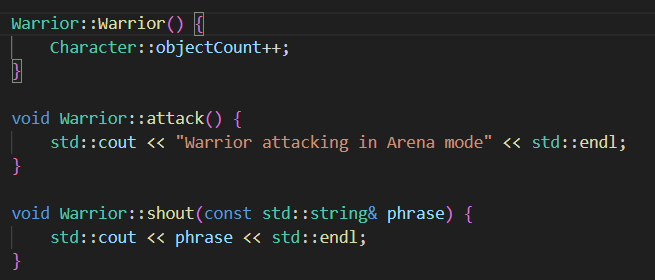 Warrior::Warrior() {
    Character::objectCount++;
}

void Warrior::attack() {
    std::cout << "Warrior attacking in Arena mode" << std::endl;
}

void Warrior::shout(const std::string& phrase) {
    std::cout << phrase << std::endl;
}